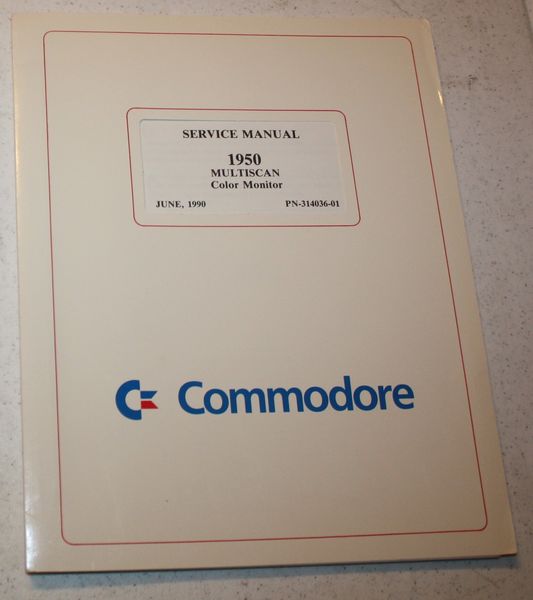 SERVICE MANUAL
1950
MULTISCAN
Color Monitor
JUNE, 1990 PN-314036-01
Commodore